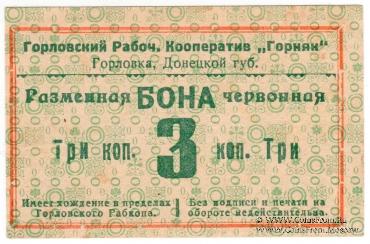 Горловский Рабоч. Кооператив „Горняк"
Горловка, Донецкой губ.
Разменная БОНА червонная
Три коп. 3 коп. Три
Имеет хождение в пределах
Горловского Рабкопа.
Без подписи и печати на
обороте недействительна.